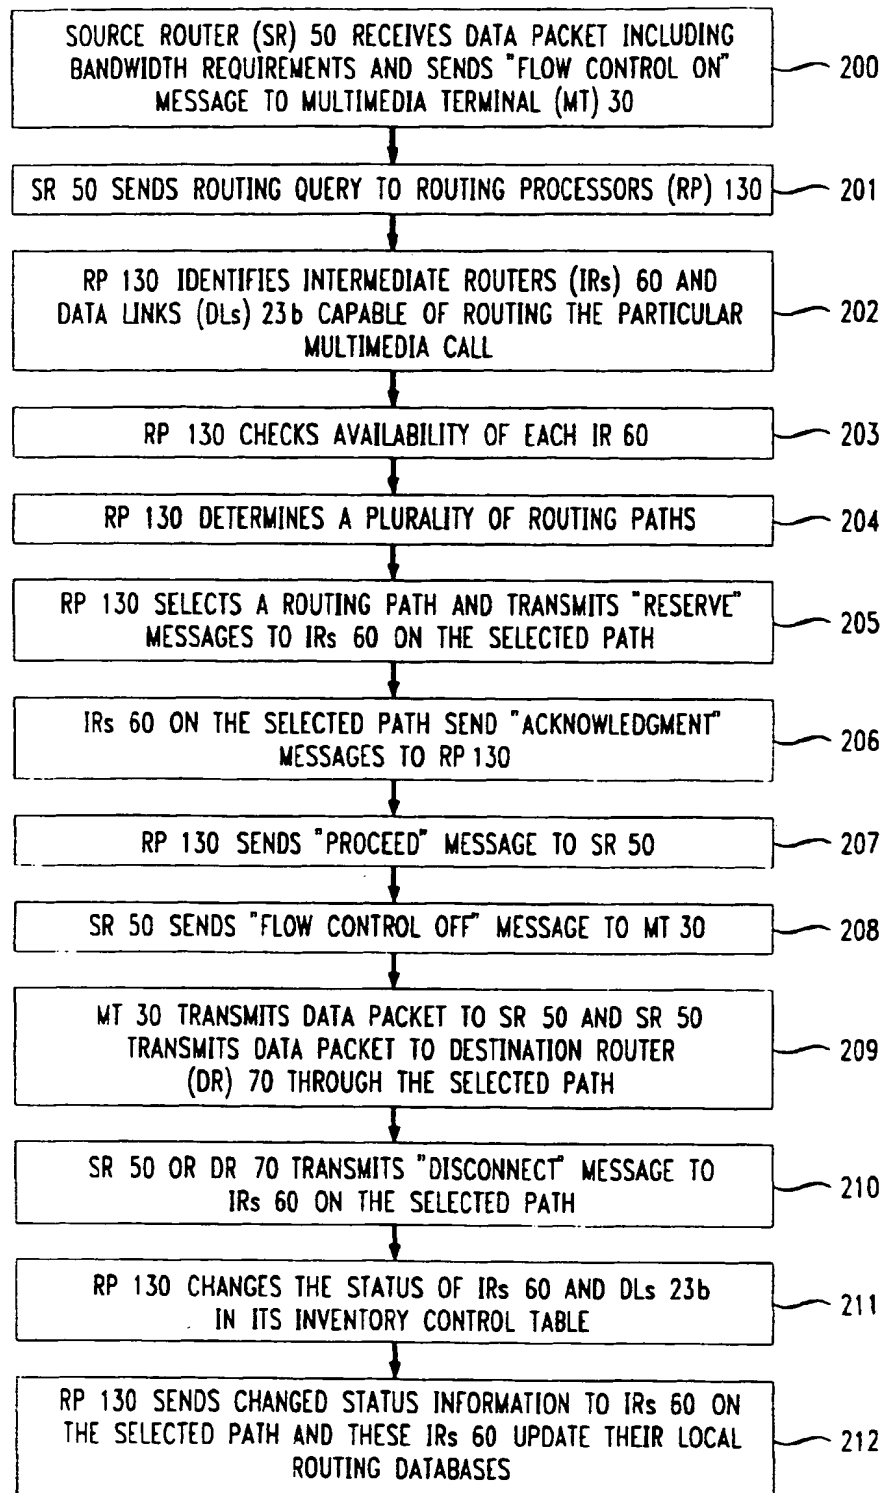 SOURCE ROUTER (SR) 50 RECEIVES DATA PACKET INCLUDING
BANDWIDTH REQUIREMENTS AND SENDS "FLOW CONTROL ON"
MESSAGE TO MULTIMEDIA TERMINAL (MT) 30
200
SR 50 SENDS ROUTING QUERY TO ROUTING PROCESSORS (RP) 130
201
RP 130 IDENTIFIES INTERMEDIATE ROUTERS (IRs) 60 AND
DATA LINKS (DLs) 23b CAPABLE OF ROUTING THE PARTICULAR
MULTIMEDIA CALL
202
RP 130 CHECKS AVAILABILITY OF EACH IR 60
203
RP 130 DETERMINES A PLURALITY OF ROUTING PATHS
204
RP 130 SELECTS A ROUTING PATH AND TRANSMITS "RESERVE"
MESSAGES TO IRs 60 ON THE SELECTED PATH
205
IRs 60 ON THE SELECTED PATH SEND "ACKNOWLEDGMENT"
MESSAGES TO RP 130
206
RP 130 SENDS "PROCEED" MESSAGE TO SR 50
207
SR 50 SENDS "FLOW CONTROL OFF" MESSAGE TO MT 30
208
MT 30 TRANSMITS DATA PACKET TO SR 50 AND SR 50
TRANSMITS DATA PACKET TO DESTINATION ROUTER
(DR) 70 THROUGH THE SELECTED PATH
209
SR 50 OR DR 70 TRANSMITS "DISCONNECT" MESSAGE TO
IRs 60 ON THE SELECTED PATH
210
RP 130 CHANGES THE STATUS OF IRs 60 AND DLs 23b
IN ITS INVENTORY CONTROL TABLE
211
RP 130 SENDS CHANGED STATUS INFORMATION TO IRs 60 ON
THE SELECTED PATH AND THESE IRs 60 UPDATE THEIR LOCAL
ROUTING DATABASES
212